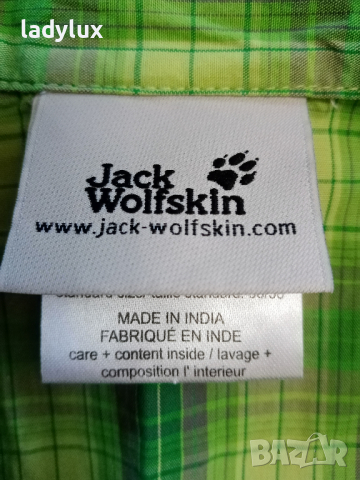 ladylux
Jack
Wolfskin
www.jack-wolfskin.com
MADE IN INDIA
FABRIQUÉ EN INDE
care + content inside / lavage +
composition l' interieur
BAZAR